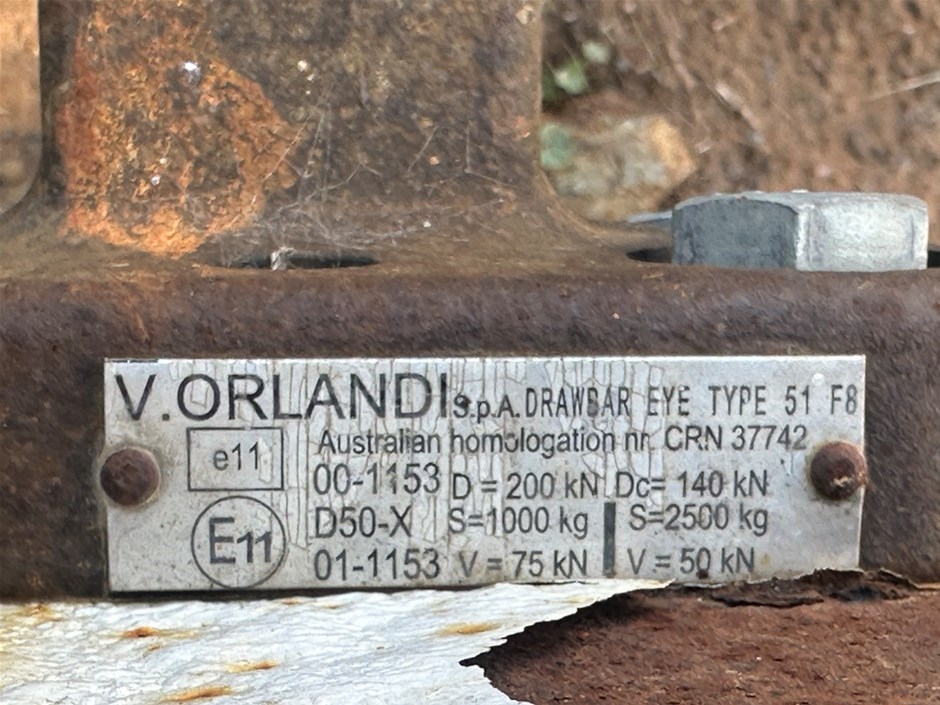 V.ORLANDI S.p.A. DRAWBAR EYE TYPE 51 F8
e11 Australian homologation nr. CRN 37742
00-1153 D = 200 kN Dc= 140 kN
E11 D50-X S=1000 kg S=2500 kg
01-1153 V = 75 kN V = 50 kN